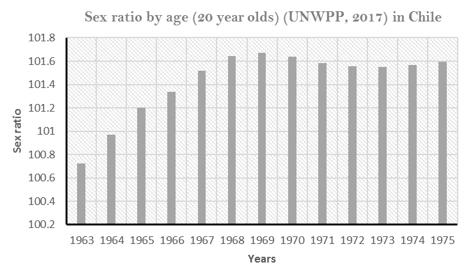 Sex ratio by age (20 year olds) (UNWPP, 2017) in Chile
101.8
101.6
101.4
101.2
101
100.8
100.6
100.4
100.2
Sex ratio
1963 1964 1965 1966 1967 1968 1969 1970 1971 1972 1973 1974 1975
Years